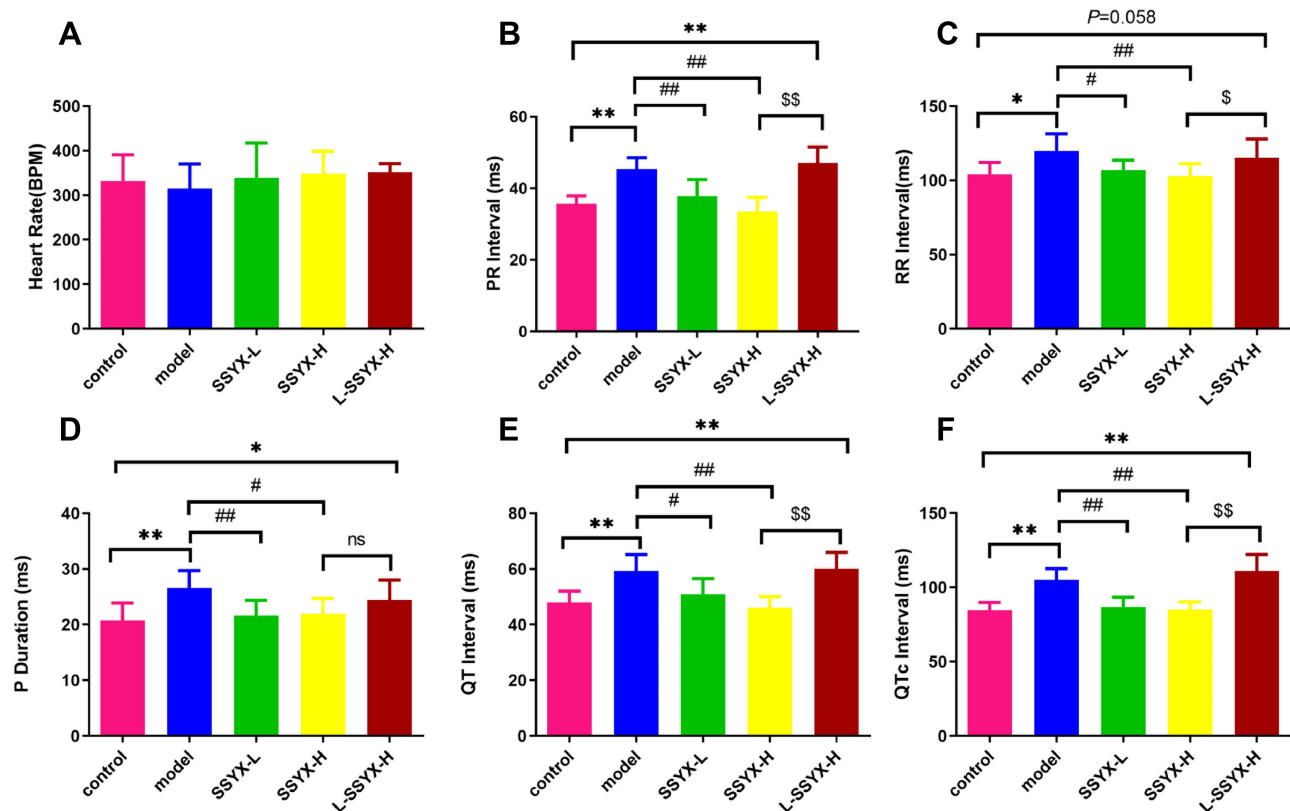 A
Heart Rate(BPM)
500
400
300
200
100
0
control
model
SSYX-L
SSYX-H
L-SSYX-H
B
**
##
##
$$
**
PR Interval (ms)
60
40
20
0
control
model
SSYX-L
SSYX-H
L-SSYX-H
C
P=0.058
##
#
$
*
RR Interval(ms)
150
100
50
0
control
model
SSYX-L
SSYX-H
L-SSYX-H
D
*
#
##
**
ns
P Duration (ms)
40
30
20
10
0
control
model
SSYX-L
SSYX-H
L-SSYX-H
E
**
##
#
$$
**
QT Interval (ms)
80
60
40
20
0
control
model
SSYX-L
SSYX-H
L-SSYX-H
F
**
##
##
$$
**
QTc Interval (ms)
150
100
50
0
control
model
SSYX-L
SSYX-H
L-SSYX-H